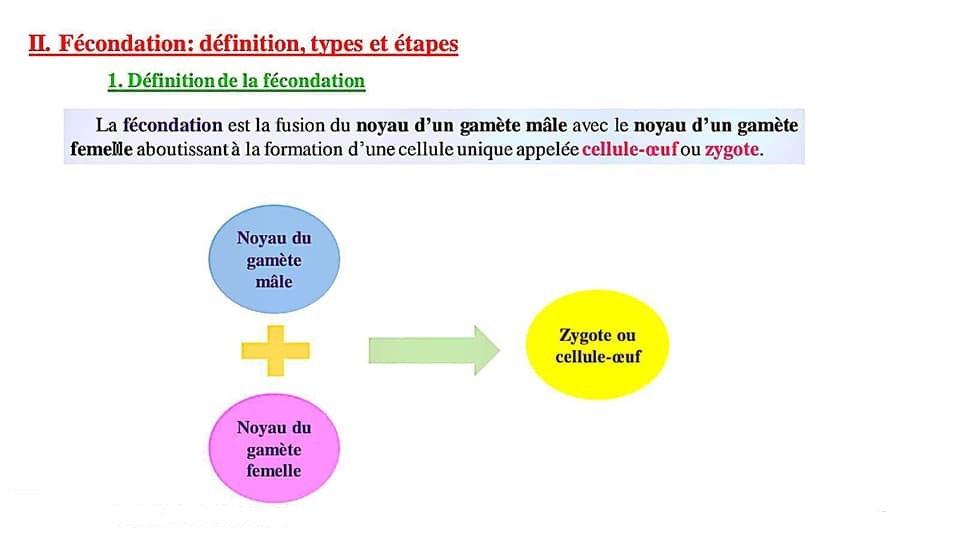 II. Fécondation: définition, types et étapes
1. Définition de la fécondation
La fécondation est la fusion du noyau d’un gamète mâle avec le noyau d’un gamète
femelle aboutissant à la formation d’une cellule unique appelée cellule-œuf ou zygote.
Noyau du
gamète
mâle
Zygote ou
cellule-œuf
Noyau du
gamète
femelle